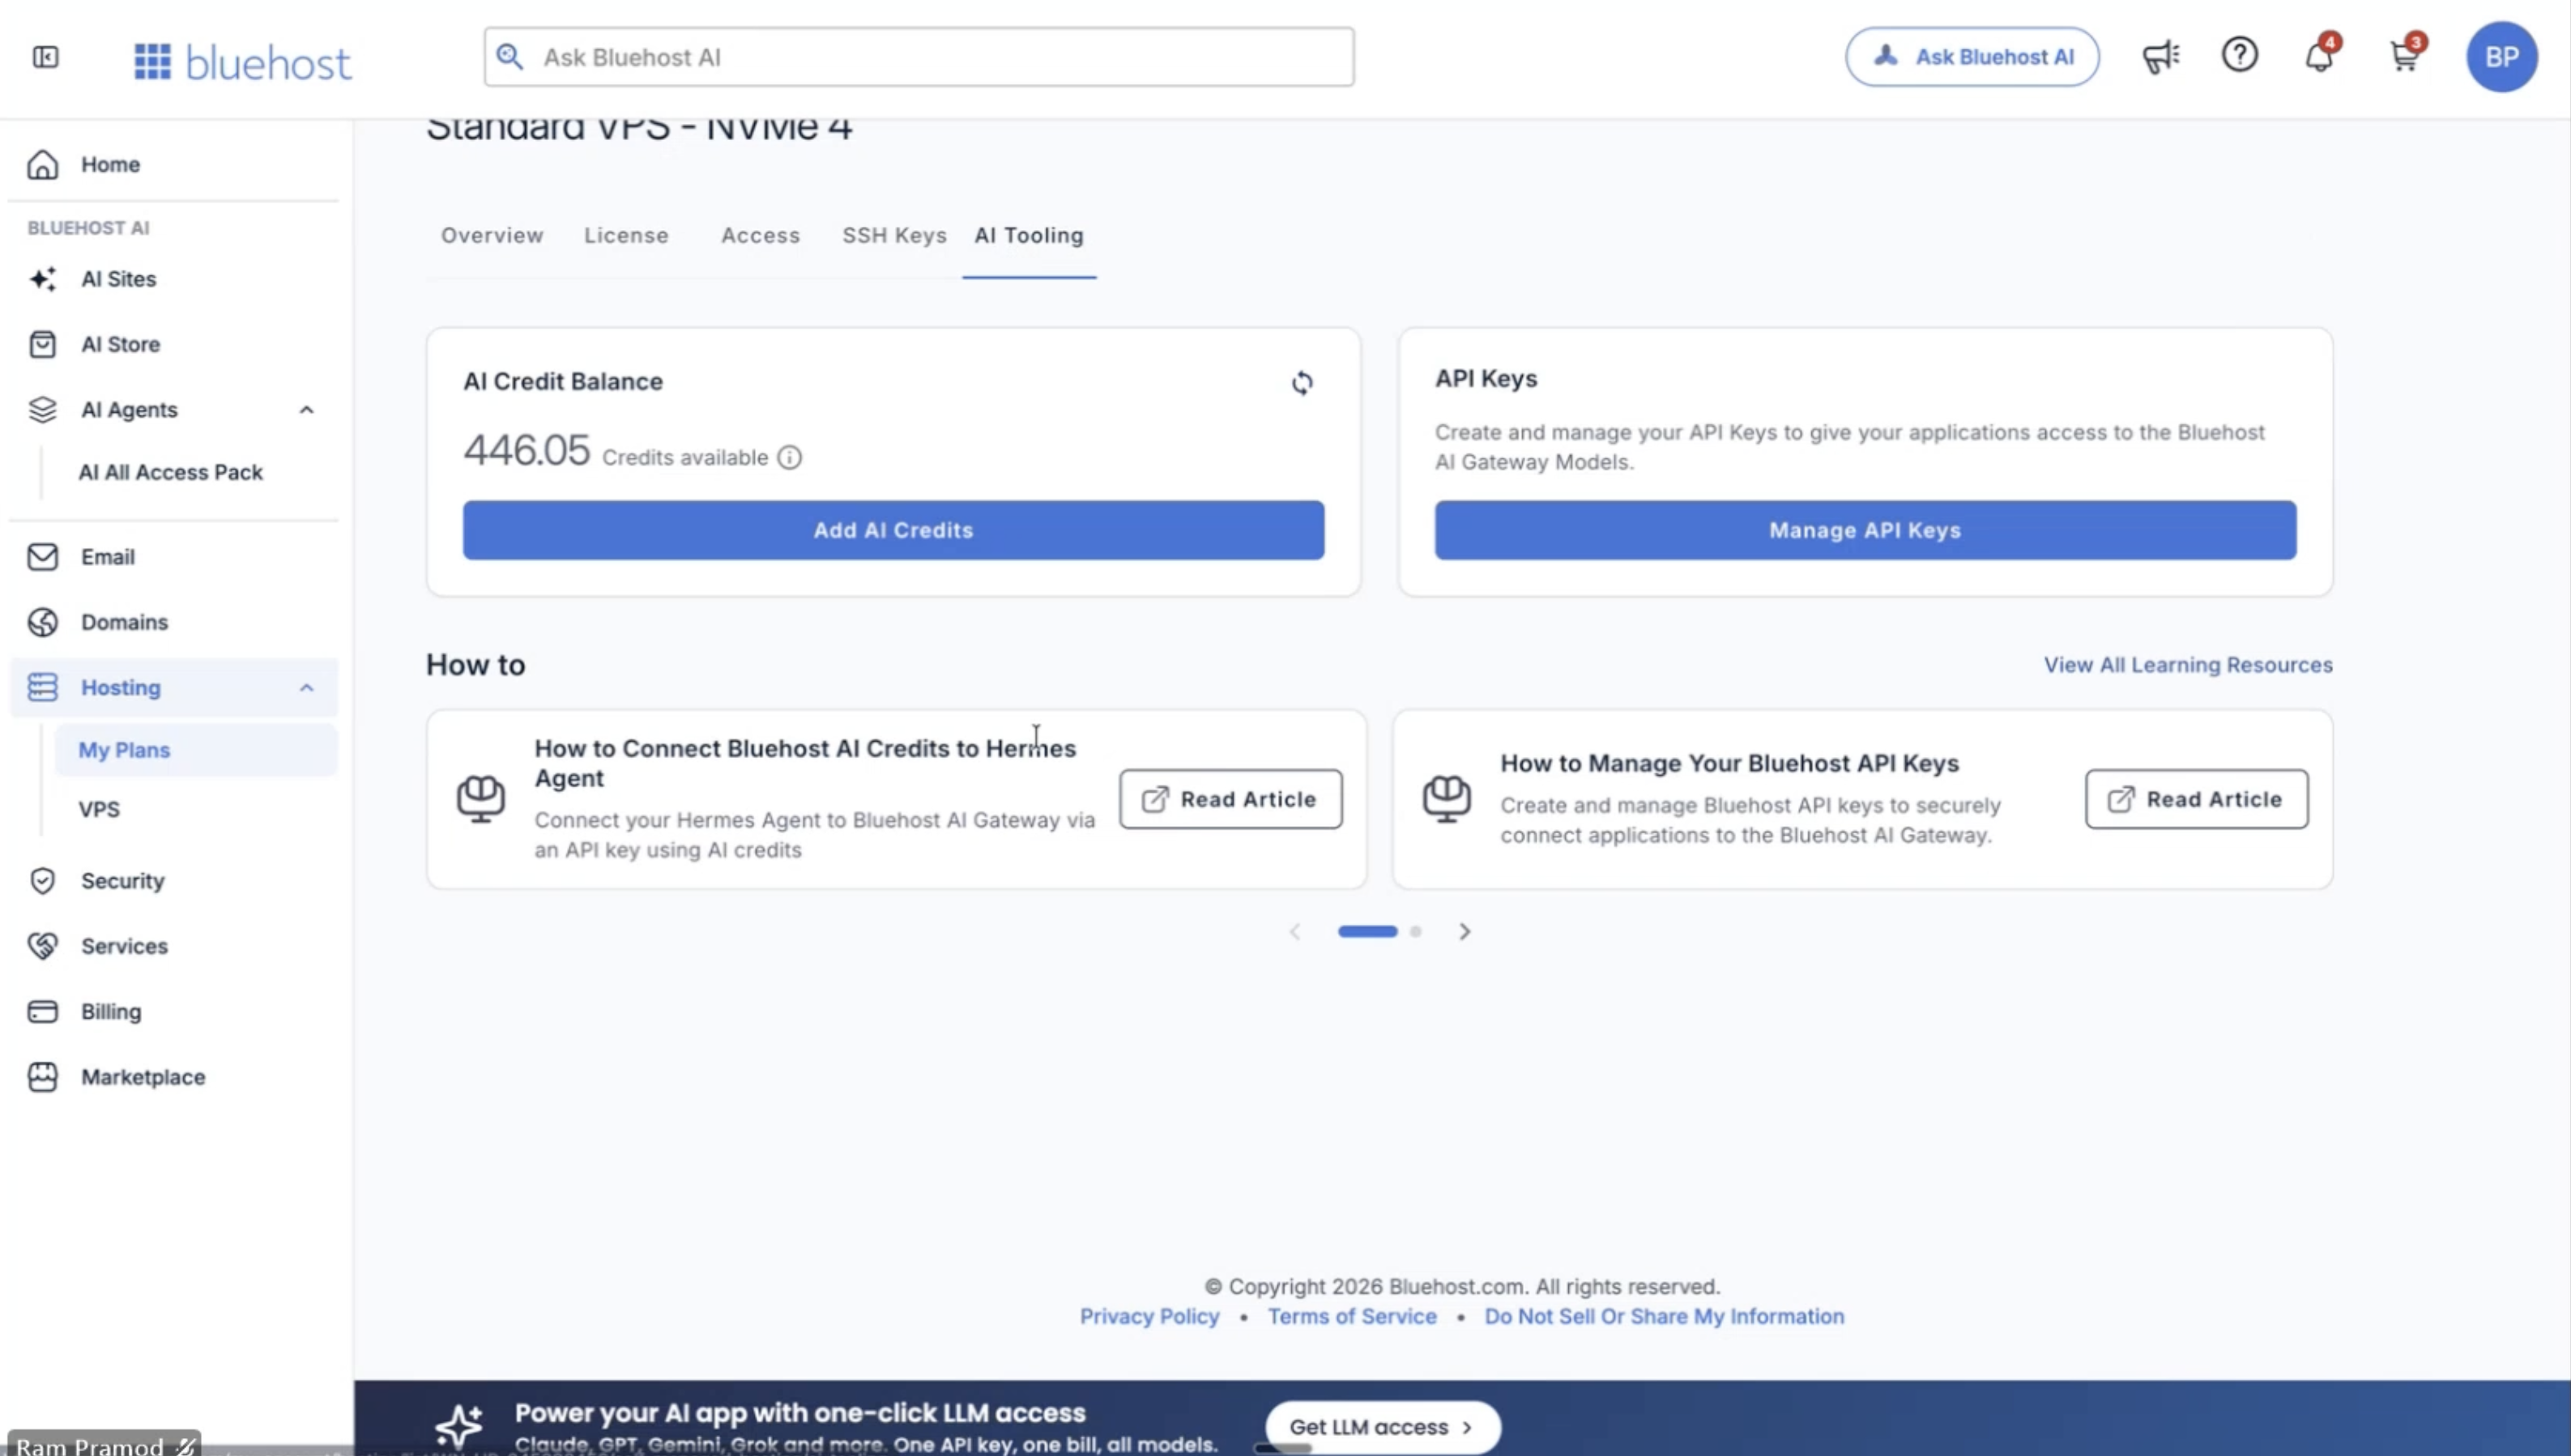 bluehost
Ask Bluehost AI
Ask Bluehost AI
4
3
BP
Standard VPS - NVMe 4
Home
BLUEHOST AI
AI Sites
AI Store
AI Agents
AI All Access Pack
Email
Domains
Hosting
My Plans
VPS
Security
Services
Billing
Marketplace
Overview
License
Access
SSH Keys
AI Tooling
AI Credit Balance
446.05 Credits available
Add AI Credits
API Keys
Create and manage your API Keys to give your applications access to the Bluehost
AI Gateway Models.
Manage API Keys
How to
View All Learning Resources
How to Connect Bluehost AI Credits to Hermes
Agent
Connect your Hermes Agent to Bluehost AI Gateway via
an API key using AI credits
Read Article
How to Manage Your Bluehost API Keys
Create and manage Bluehost API keys to securely
connect applications to the Bluehost AI Gateway.
Read Article
© Copyright 2026 Bluehost.com. All rights reserved.
Privacy Policy • Terms of Service • Do Not Sell Or Share My Information
Power your AI app with one-click LLM access
Claude, GPT, Gemini, Grok and more. One API key, one bill, all models.
Get LLM access
Ram Pramod